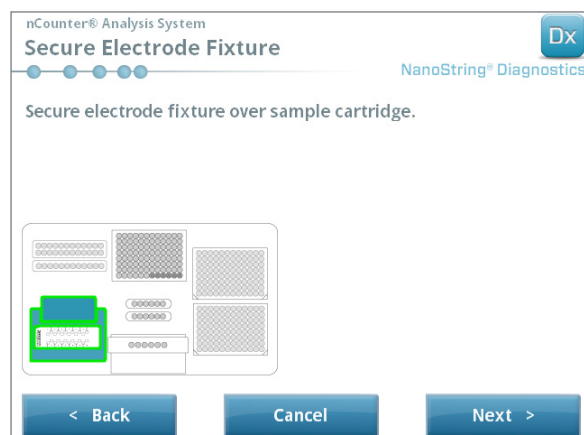 nCounter® Analysis System
Secure Electrode Fixture
Dx
NanoString® Diagnostics
Secure electrode fixture over sample cartridge.
< Back
Cancel
Next >